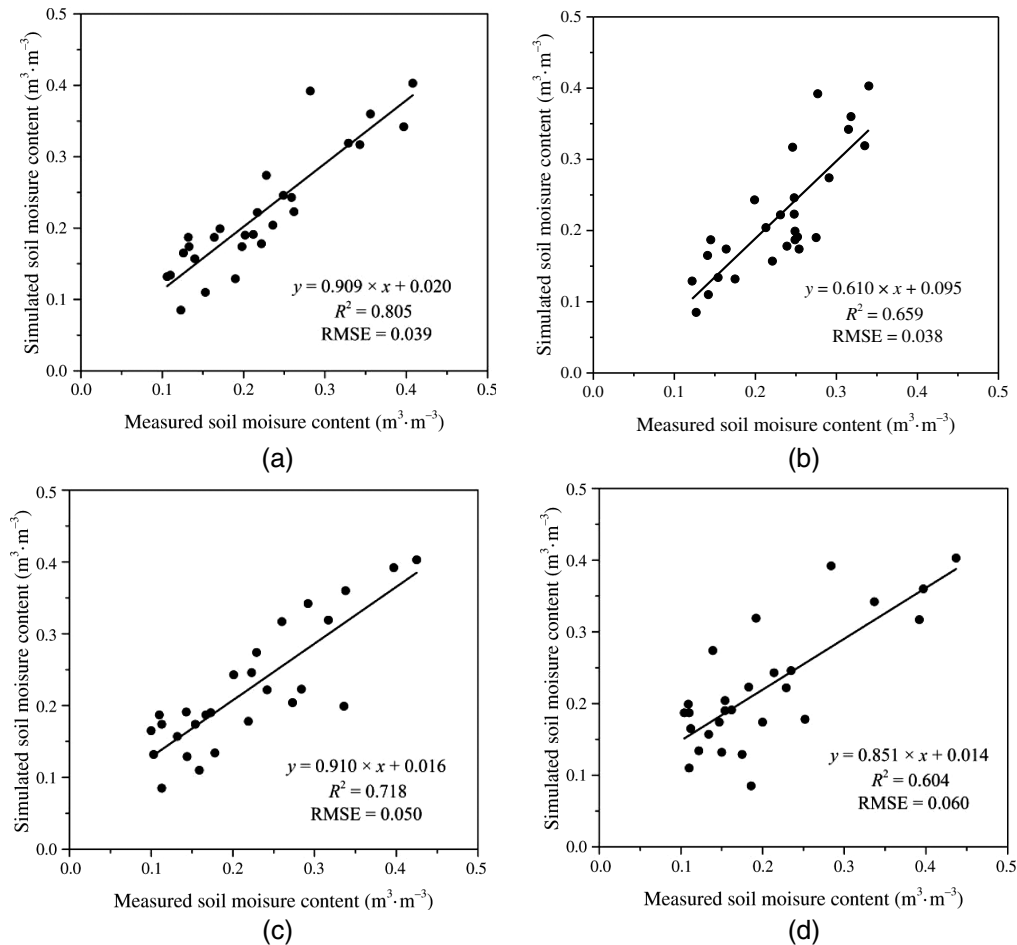 Simulated soil moisture content (m³·m⁻³)
0.5
0.4
0.3
0.2
0.1
0.0
y = 0.909 × x + 0.020
R² = 0.805
RMSE = 0.039
0.0 0.1 0.2 0.3 0.4 0.5
Measured soil moisure content (m³·m⁻³)
(a)
Simulated soil moisture content (m³·m⁻³)
0.5
0.4
0.3
0.2
0.1
0.0
y = 0.610 × x + 0.095
R² = 0.659
RMSE = 0.038
0.0 0.1 0.2 0.3 0.4 0.5
Measured soil moisure content (m³·m⁻³)
(b)
Simulated soil moisture content (m³·m⁻³)
0.5
0.4
0.3
0.2
0.1
0.0
y = 0.910 × x + 0.016
R² = 0.718
RMSE = 0.050
0.0 0.1 0.2 0.3 0.4 0.5
Measured soil moisure content (m³·m⁻³)
(c)
Simulated soil moisture content (m³·m⁻³)
0.5
0.4
0.3
0.2
0.1
0.0
y = 0.851 × x + 0.014
R² = 0.604
RMSE = 0.060
0.0 0.1 0.2 0.3 0.4 0.5
Measured soil moisure content (m³·m⁻³)
(d)